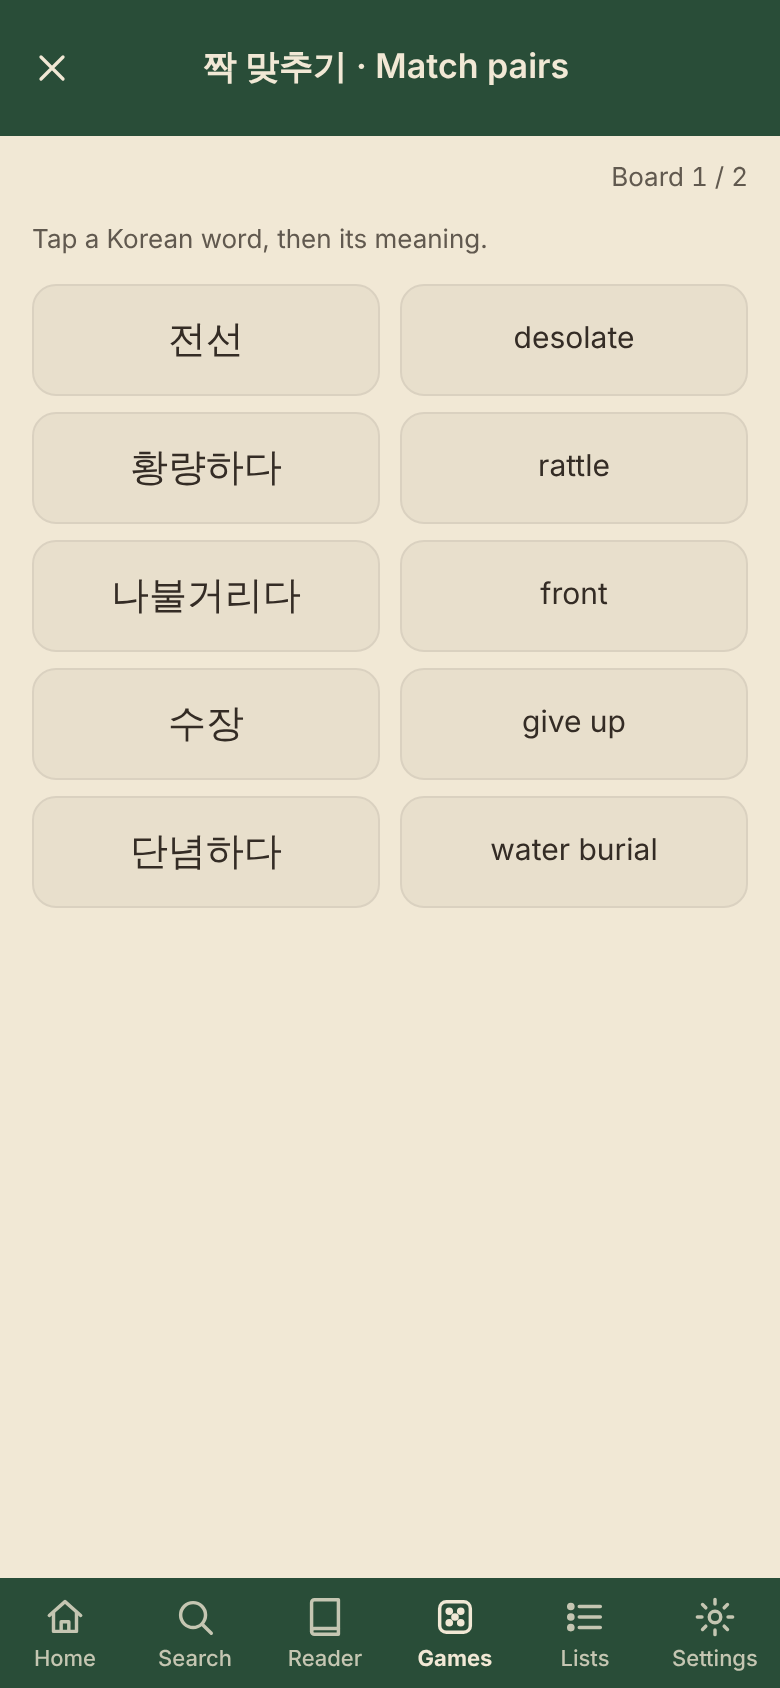 짝 맞추기 · Match pairs
Board 1 / 2
Tap a Korean word, then its meaning.
전선 desolate
황량하다 rattle
나불거리다 front
수장 give up
단념하다 water burial
Home Search Reader Games Lists Settings